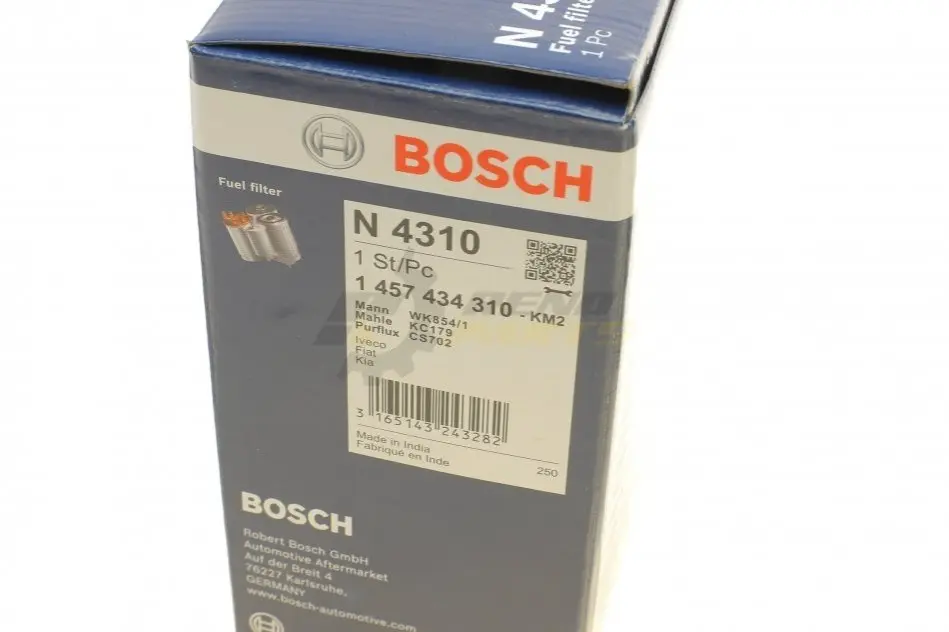 Fuel filter
1 Pc
BOSCH
Fuel filter
N 4310
1 St/Pc
1 457 434 310 - KM2
Mann WK854/1
Mahle KC179
Purflux CS702
Iveco
Fiat
Kia
3 165143 243282
Made in India
Fabriqué en Inde
250
BOSCH
Robert Bosch GmbH
Automotive Aftermarket
Auf der Breit 4
76227 Karlsruhe,
GERMANY
www.bosch-automotive.com